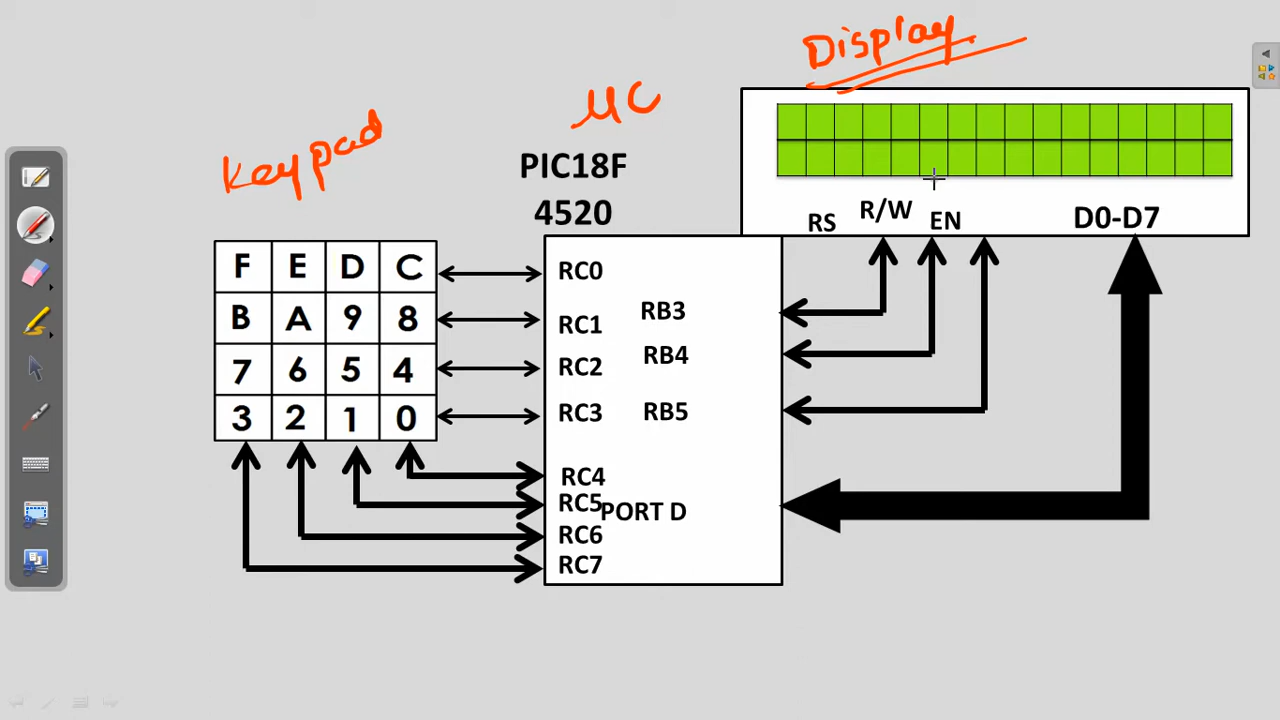 Display
μC
Keypad
PIC18F
4520
RS R/W EN D0-D7
F E D C
B A 9 8
7 6 5 4
3 2 1 0
RC0
RC1
RC2
RC3
RC4
RC5
RC6
RC7
RB3
RB4
RB5
PORT D